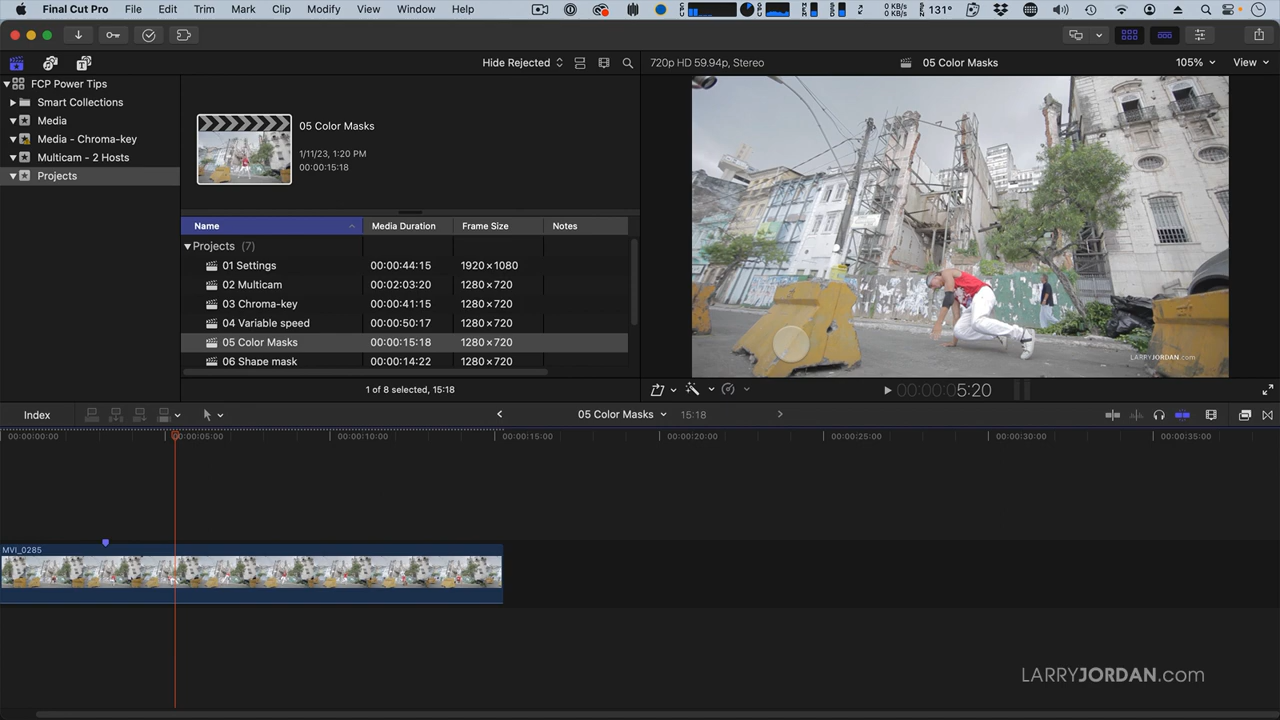 Final Cut Pro File Edit Trim Mark Clip Modify View Window Help
0 KB/s
0 KB/s
131°
Hide Rejected
720p HD 59.94p, Stereo
05 Color Masks
105%
View
FCP Power Tips
Smart Collections
Media
Media - Chroma-key
Multicam - 2 Hosts
Projects
05 Color Masks
1/11/23, 1:20 PM
00:00:15:18
Name Media Duration Frame Size Notes
Projects (7)
01 Settings 00:00:44:15 1920×1080
02 Multicam 00:02:03:20 1280×720
03 Chroma-key 00:00:41:15 1280×720
04 Variable speed 00:00:50:17 1280×720
05 Color Masks 00:00:15:18 1280×720
06 Shape mask 00:00:14:22 1280×720
LARRYJORDAN.com
1 of 8 selected, 15:18
00:00:05:20
Index
05 Color Masks
15:18
00:00:00:00 00:00:05:00 00:00:10:00 00:00:15:00 00:00:20:00 00:00:25:00 00:00:30:00 00:00:35:00
MVI_0285
LARRYJORDAN.com